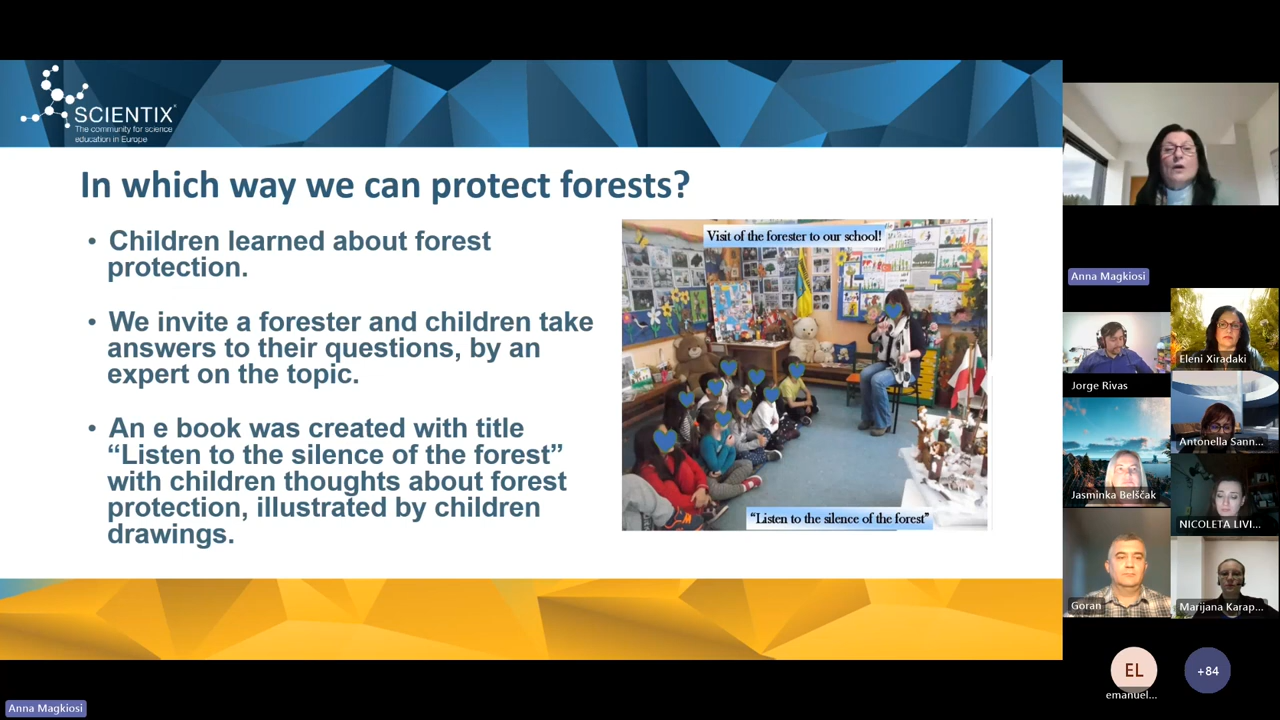 SCIENTIX
The community for science
education in Europe
In which way we can protect forests?
• Children learned about forest
protection.
• We invite a forester and children take
answers to their questions, by an
expert on the topic.
• An e book was created with title
“Listen to the silence of the forest”
with children thoughts about forest
protection, illustrated by children
drawings.
Visit of the forester to our school!
“Listen to the silence of the forest”
Anna Magkiosi
Jorge Rivas
Eleni Xiradaki
Antonella Sann...
Jasminka Belščak
NICOLETA LIVI...
Goran
Marijana Karap...
EL
emanuel...
+84
Anna Magkiosi